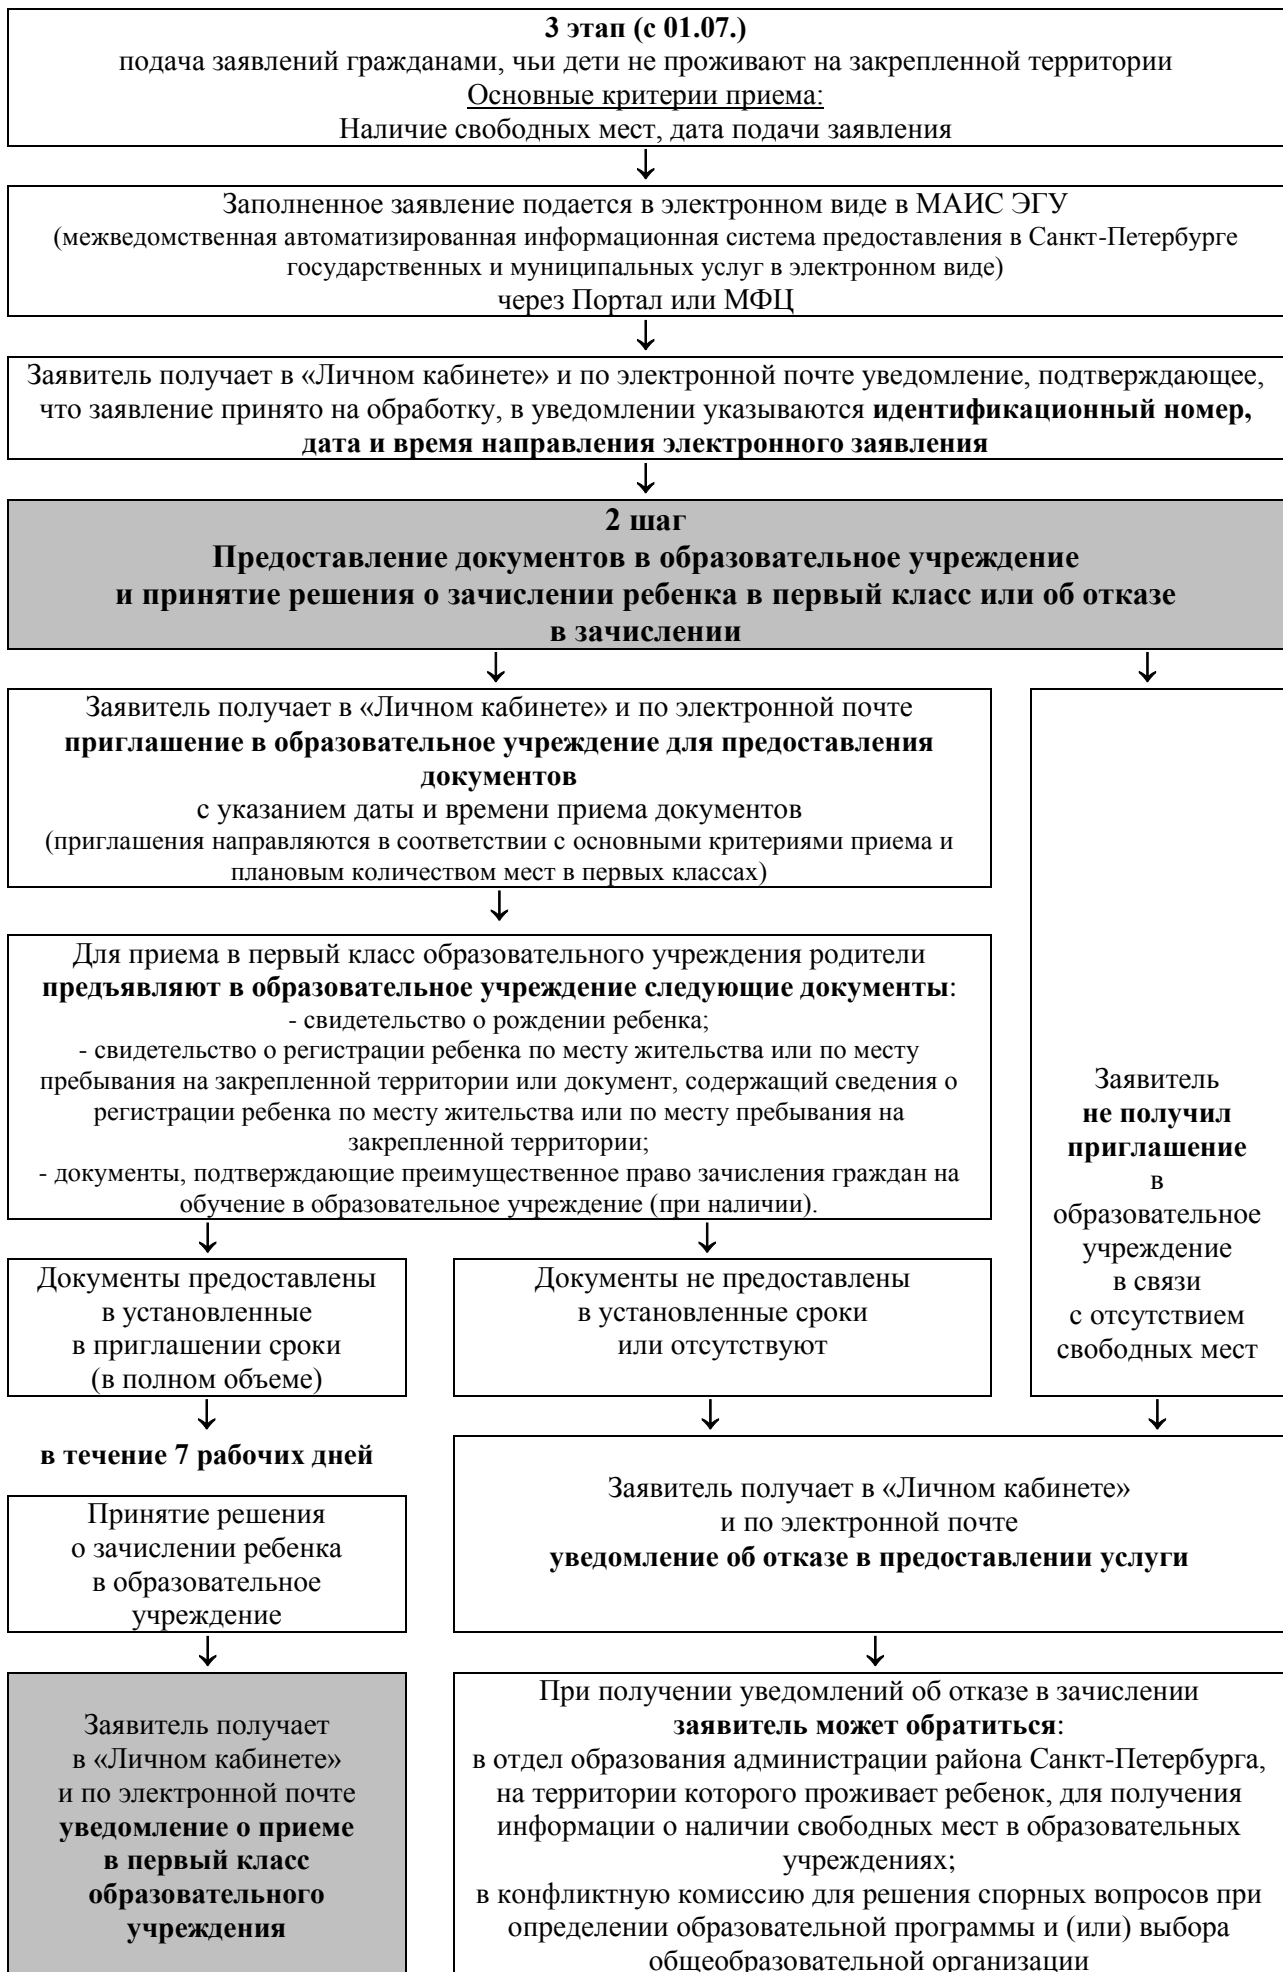 3 этап (с 01.07.)
подача заявлений гражданами, чьи дети не проживают на закрепленной территории
Основные критерии приема:
Наличие свободных мест, дата подачи заявления
Заполненное заявление подается в электронном виде в МАИС ЭГУ
(межведомственная автоматизированная информационная система предоставления в Санкт-Петербурге
государственных и муниципальных услуг в электронном виде)
через Портал или МФЦ
Заявитель получает в «Личном кабинете» и по электронной почте уведомление, подтверждающее,
что заявление принято на обработку, в уведомлении указываются идентификационный номер,
дата и время направления электронного заявления
2 шаг
Предоставление документов в образовательное учреждение
и принятие решения о зачислении ребенка в первый класс или об отказе
в зачислении
Заявитель получает в «Личном кабинете» и по электронной почте
приглашение в образовательное учреждение для предоставления
документов
с указанием даты и времени приема документов
(приглашения направляются в соответствии с основными критериями приема и
плановым количеством мест в первых классах)
Для приема в первый класс образовательного учреждения родители
предъявляют в образовательное учреждение следующие документы:
- свидетельство о рождении ребенка;
- свидетельство о регистрации ребенка по месту жительства или по месту
пребывания на закрепленной территории или документ, содержащий сведения о
регистрации ребенка по месту жительства или по месту пребывания на
закрепленной территории;
- документы, подтверждающие преимущественное право зачисления граждан на
обучение в образовательное учреждение (при наличии).
Заявитель
не получил
приглашение
в
образовательное
учреждение
в связи
с отсутствием
свободных мест
Документы предоставлены
в установленные
в приглашении сроки
(в полном объеме)
Документы не предоставлены
в установленные сроки
или отсутствуют
в течение 7 рабочих дней
Принятие решения
о зачислении ребенка
в образовательное
учреждение
Заявитель получает в «Личном кабинете»
и по электронной почте
уведомление об отказе в предоставлении услуги
Заявитель получает
в «Личном кабинете»
и по электронной почте
уведомление о приеме
в первый класс
образовательного
учреждения
При получении уведомлений об отказе в зачислении
заявитель может обратиться:
в отдел образования администрации района Санкт-Петербурга,
на территории которого проживает ребенок, для получения
информации о наличии свободных мест в образовательных
учреждениях;
в конфликтную комиссию для решения спорных вопросов при
определении образовательной программы и (или) выбора
общеобразовательной организации